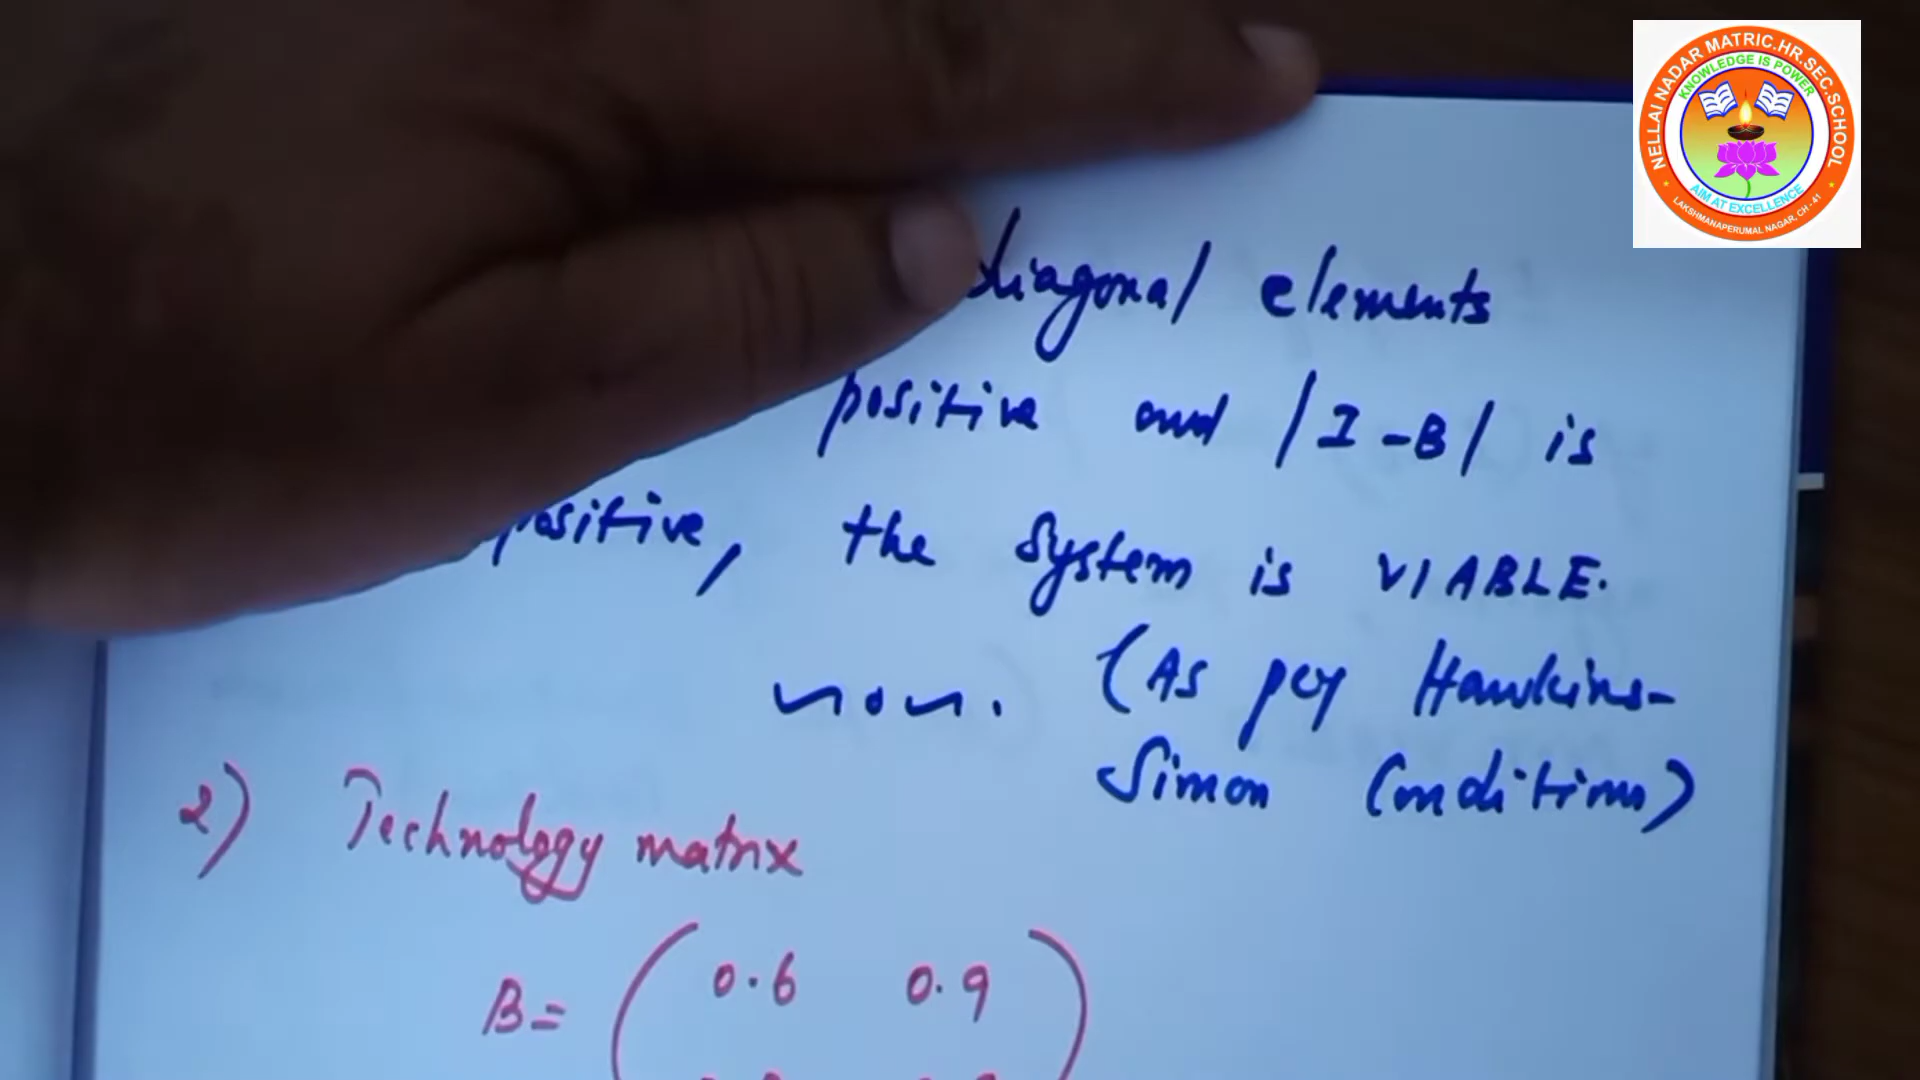 diagonal elements
positive and |I-B| is
positive, the system is VIABLE.
(As per Hawkins-
Simon Conditions)
2) Technology matrix
B= ( 0.6 0.9 )
NELLAI NADAR MATRIC.HR.SEC.SCHOOL
KNOWLEDGE IS POWER
AIM AT EXCELLENCE
LAKSHMANAPERUMAL NAGAR, CH - 41